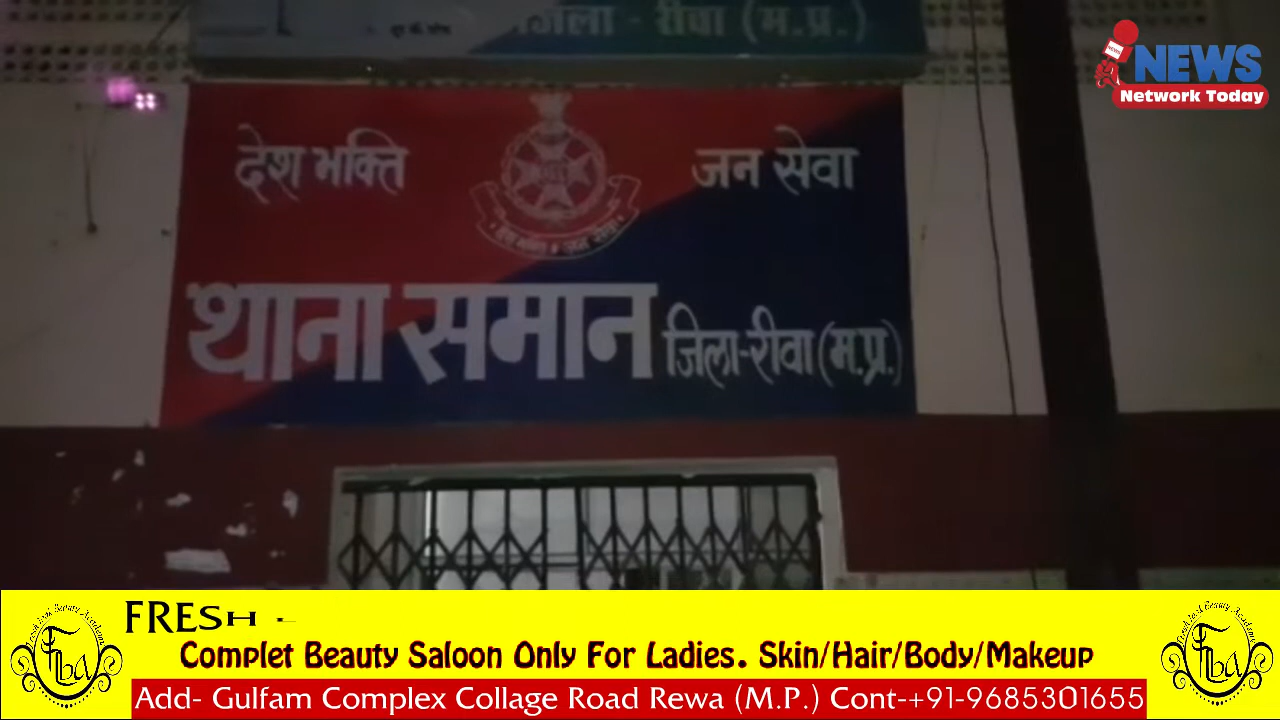 जिला - रीवा (म.प्र.)
NEWS
Network Today
देश भक्ति
जन सेवा
थाना समान जिला-रीवा (म.प्र.)
FRESH -
Complet Beauty Saloon Only For Ladies. Skin/Hair/Body/Makeup
Add- Gulfam Complex Collage Road Rewa (M.P.) Cont-+91-9685301655